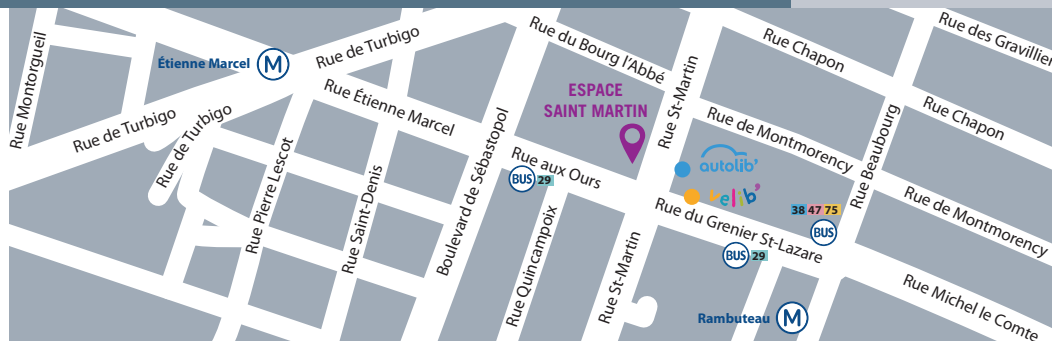 Rue Montorgueil
Étienne Marcel
M
Rue de Turbigo
Rue de Turbigo
Rue de Turbigo
Rue Étienne Marcel
Rue Pierre Lescot
Rue Saint-Denis
Boulevard de Sébastopol
Rue du Bourg l'Abbé
ESPACE
SAINT MARTIN
Rue aux Ours
BUS 29
Rue Quincampoix
Rue St-Martin
Rue St-Martin
autolib'
velib'
Rue Chapon
Rue Chapon
Rue des Gravillier
Rue de Montmorency
Rue de Montmorency
Rue Beaubourg
38 47 75
BUS
Rue du Grenier St-Lazare
BUS 29
Rambuteau
M
Rue Michel le Comte